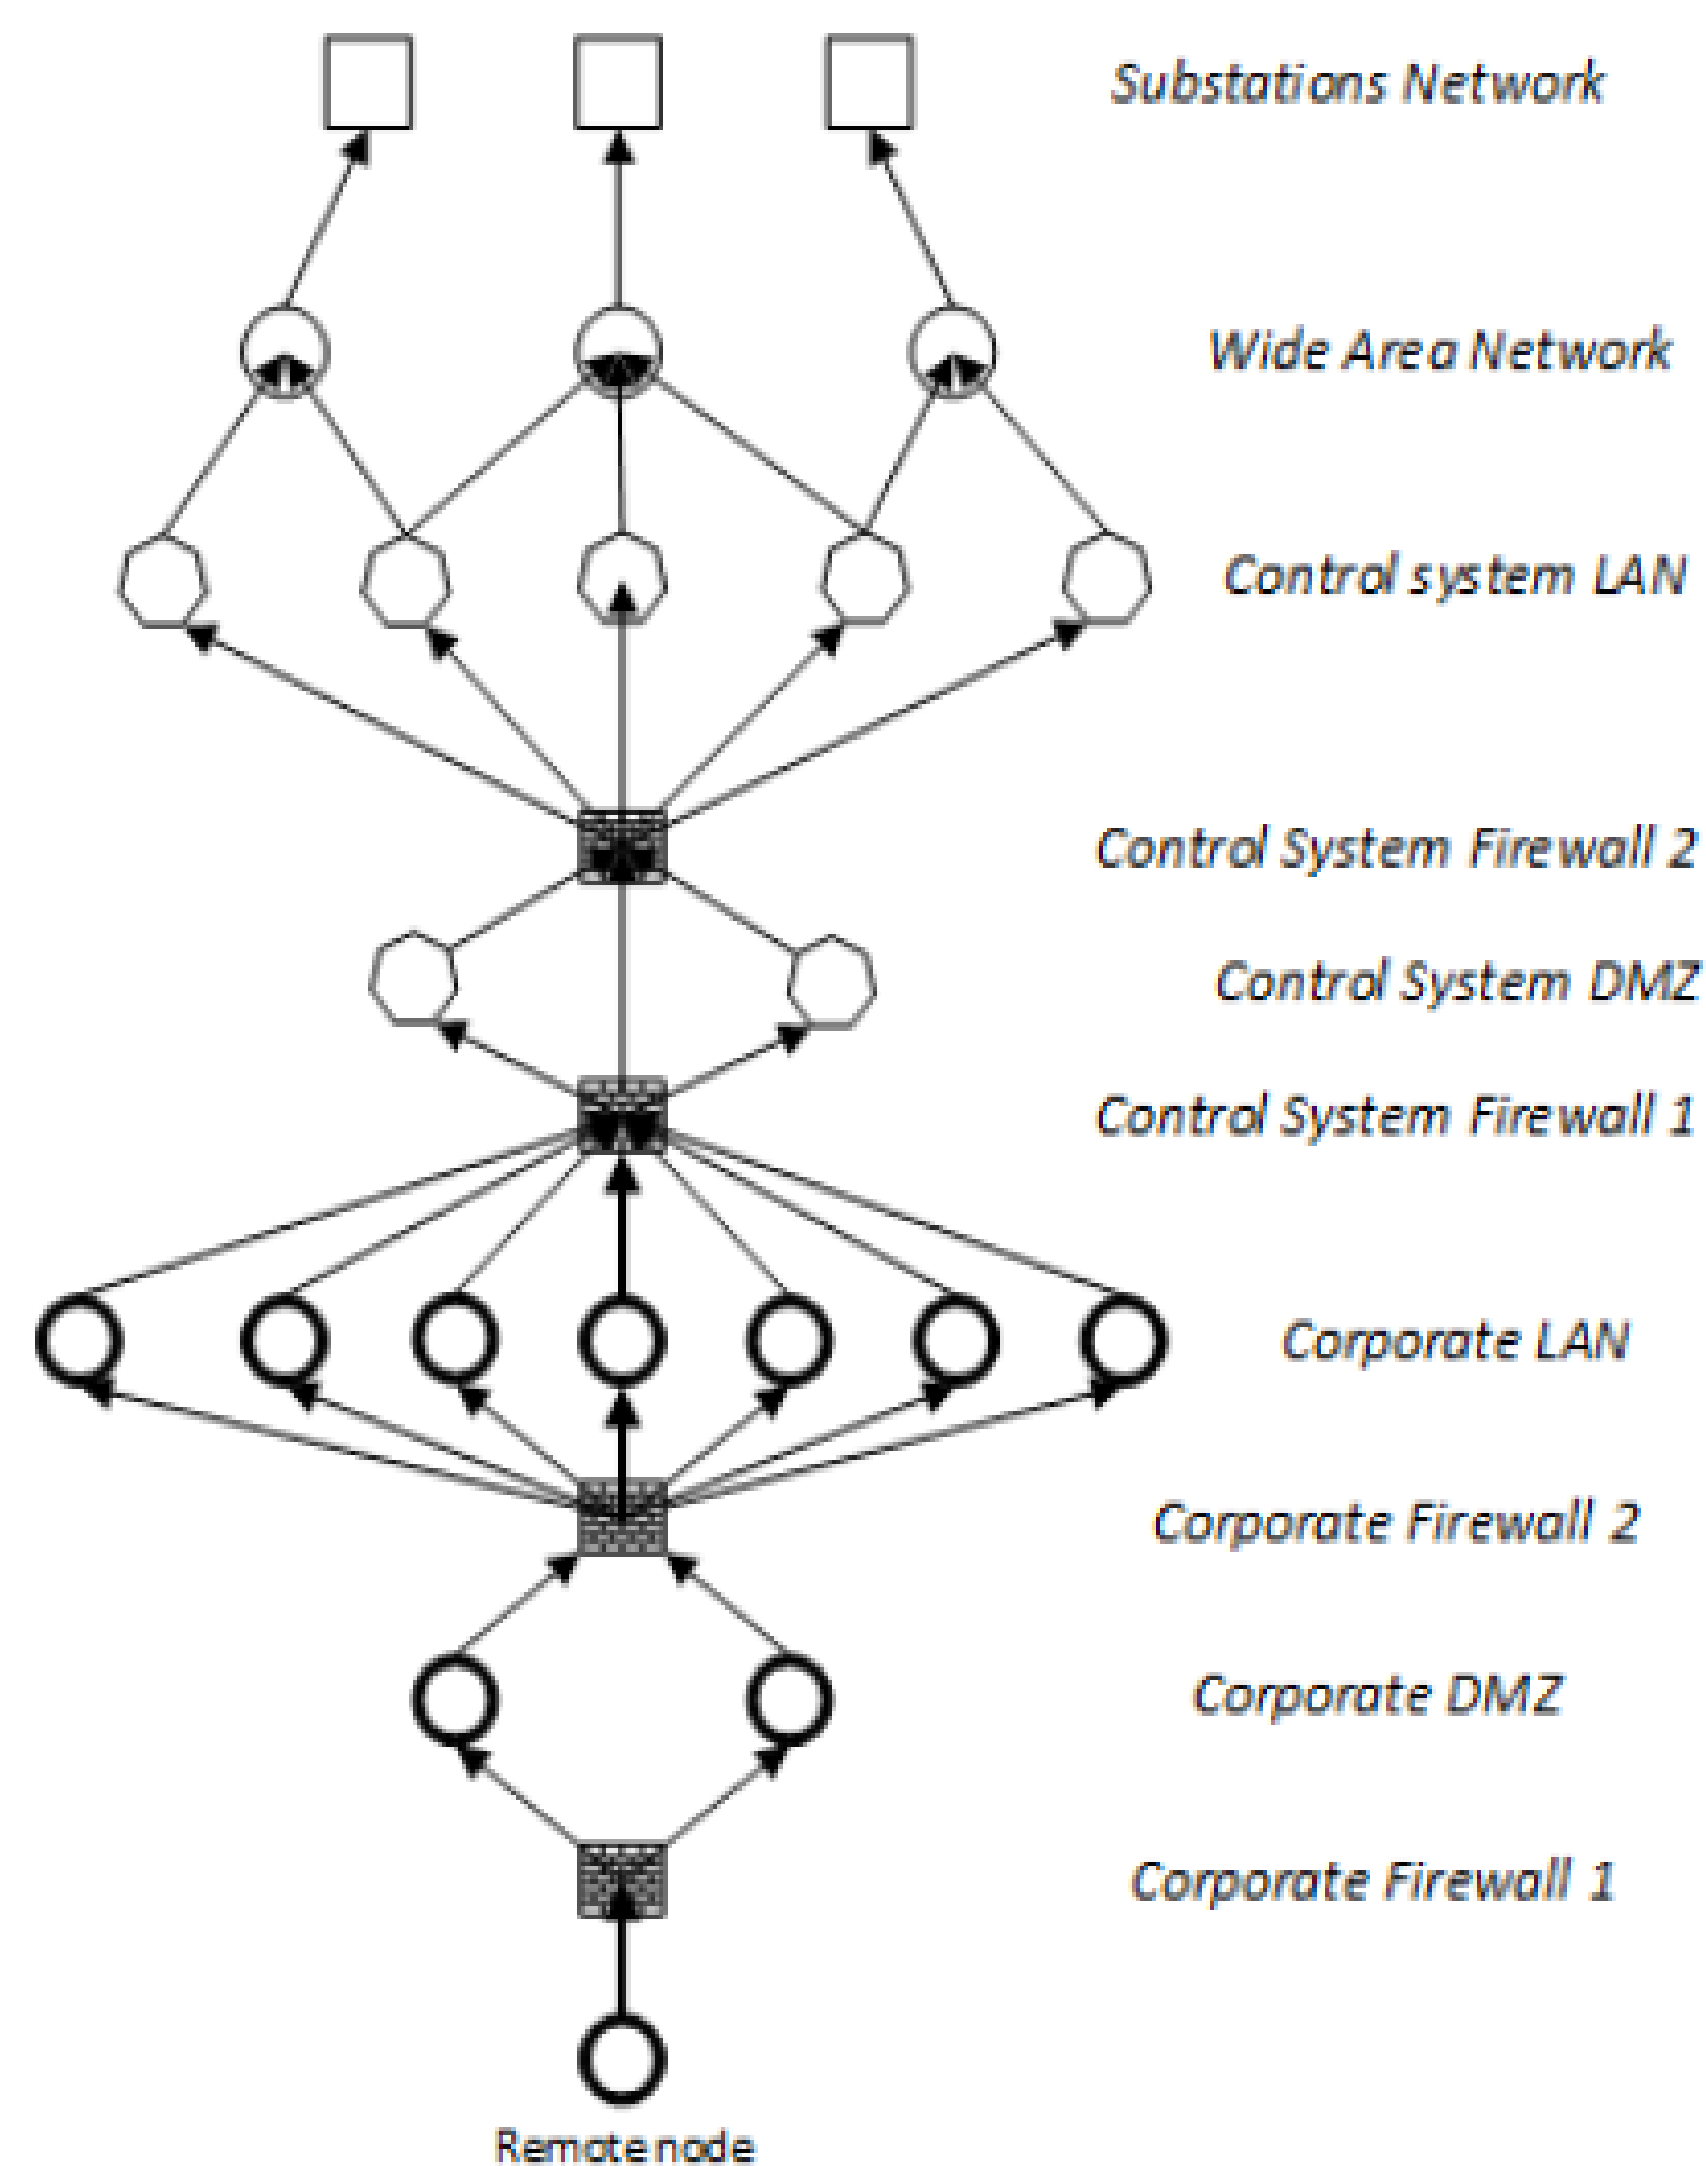 Substations Network
Wide Area Network
Control system LAN
Control System Firewall 2
Control System DMZ
Control System Firewall 1
Corporate LAN
Corporate Firewall 2
Corporate DMZ
Corporate Firewall 1
Remote node